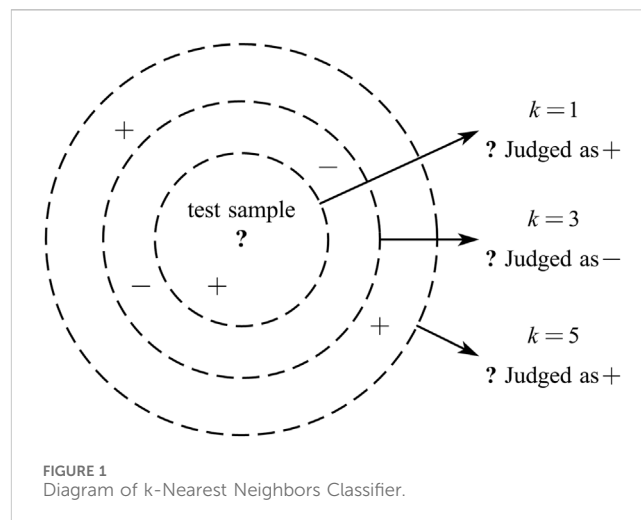 k = 1
? Judged as +
+
−
test sample
?
k = 3
? Judged as −
−
+
+
k = 5
? Judged as +
FIGURE 1
Diagram of k-Nearest Neighbors Classifier.